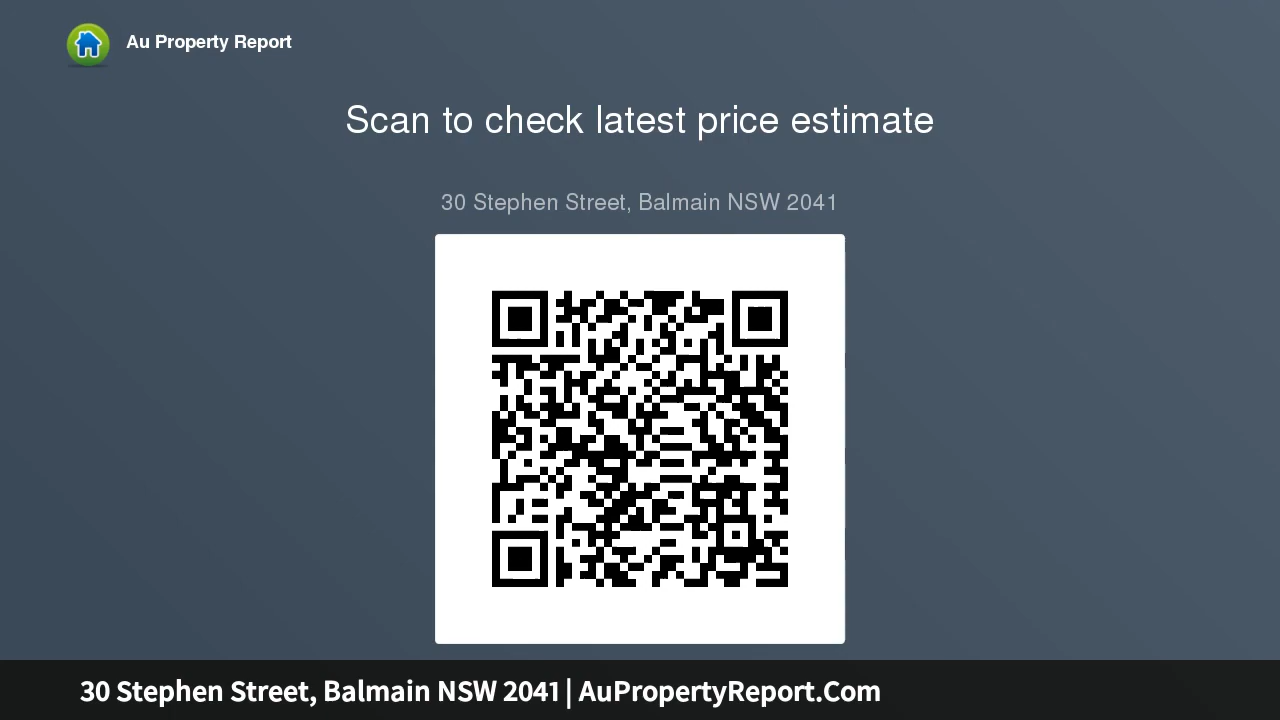 Au Property Report
Scan to check latest price estimate
30 Stephen Street, Balmain NSW 2041
30 Stephen Street, Balmain NSW 2041 | AuPropertyReport.Com